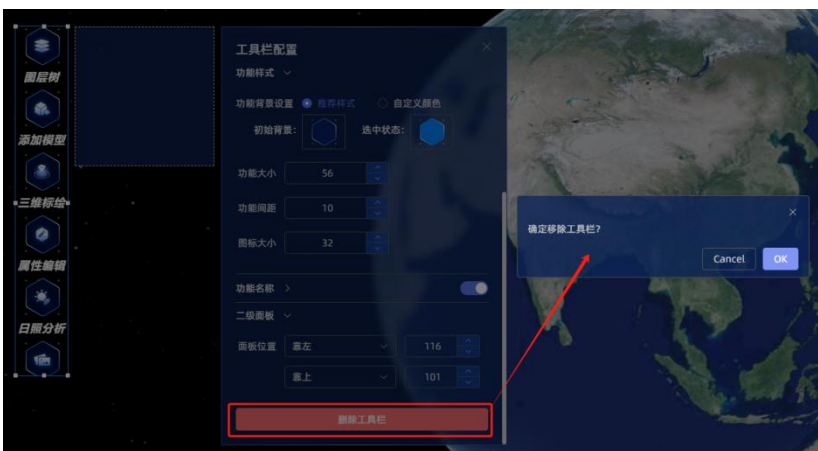 图层树
添加模型
三维标绘
属性编辑
日照分析
工具栏配置
功能样式
功能背景设置 推荐样式 自定义颜色
初始背景: 选中状态:
功能大小 56
功能间距 10
图标大小 32
功能名称
二级面板
面板位置 靠左 116
靠上 101
删除工具栏
确定移除工具栏?
Cancel OK